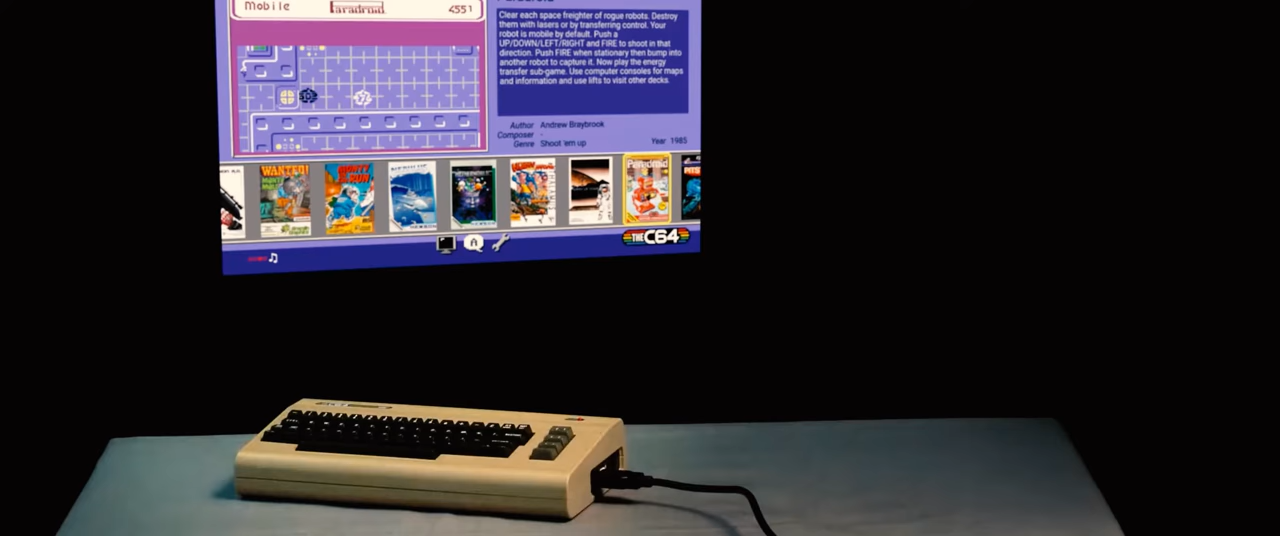 Mobile
Paradroid
4551
Clear each space freighter of rogue robots. Destroy
them with lasers or by transferring control. Your
robot is mobile by default. Push a
UP/DOWN/LEFT/RIGHT and FIRE to shoot in that
direction. Push FIRE when stationary then bump into
another robot to capture it. Now play the energy
transfer sub-game. Use computer consoles for maps
and information and use lifts to visit other decks.
Author Andrew Braybrook
Composer -
Genre Shoot 'em up
Year 1985
WANTED!
MONTY
Paradroid
THE C64